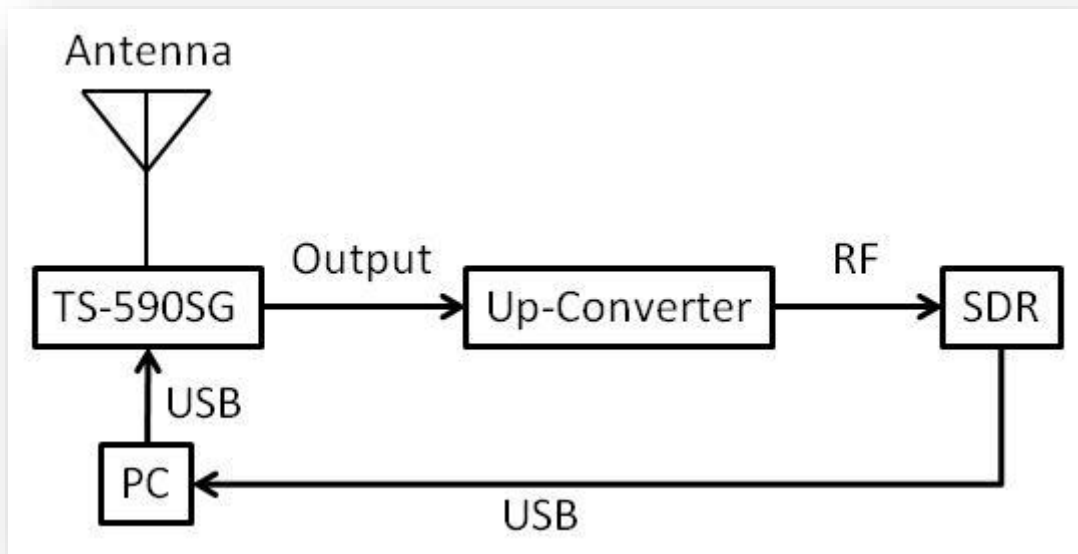 Antenna
Output
RF
TS-590SG
Up-Converter
SDR
USB
PC
USB